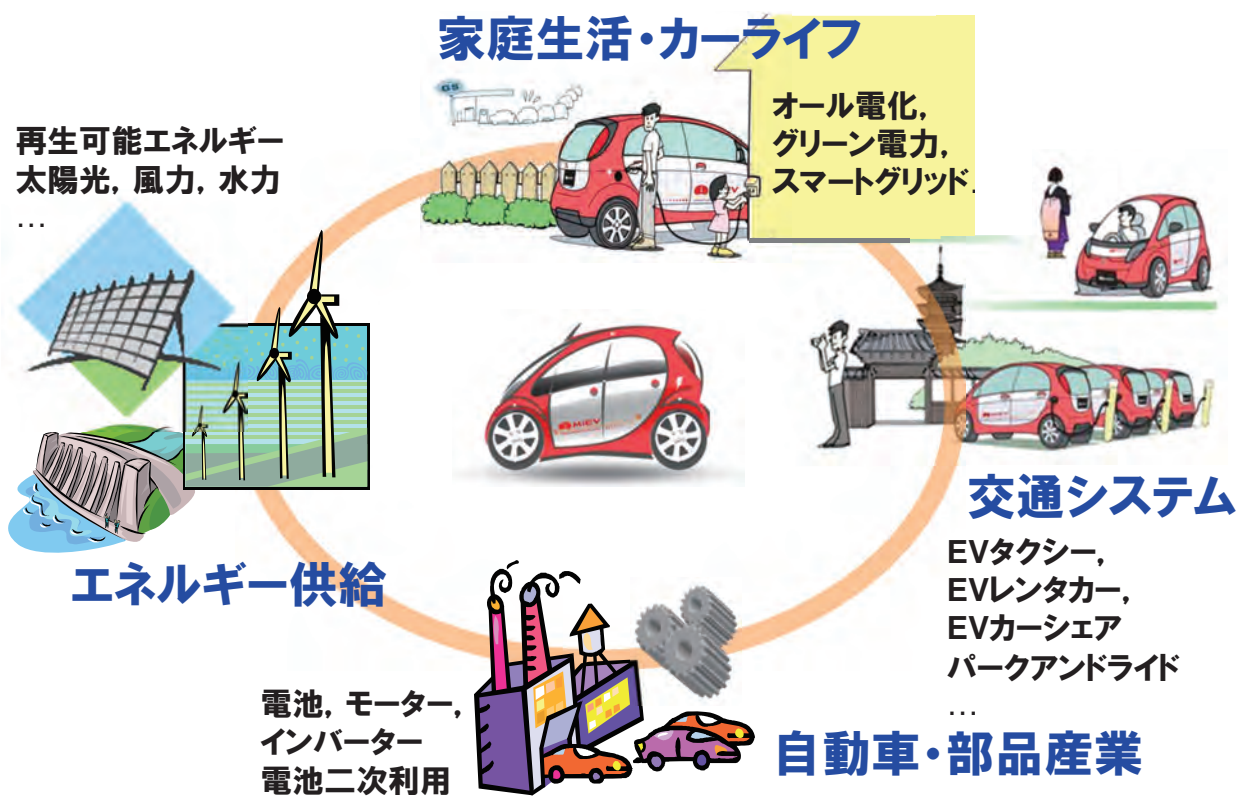 家庭生活・カーライフ
GS
オール電化,
グリーン電力,
スマートグリッド.
再生可能エネルギー
太陽光, 風力, 水力
…
MiEV
交通システム
EVタクシー,
EVレンタカー,
EVカーシェア
パークアンドライド
…
エネルギー供給
電池, モーター,
インバーター
電池二次利用
自動車・部品産業